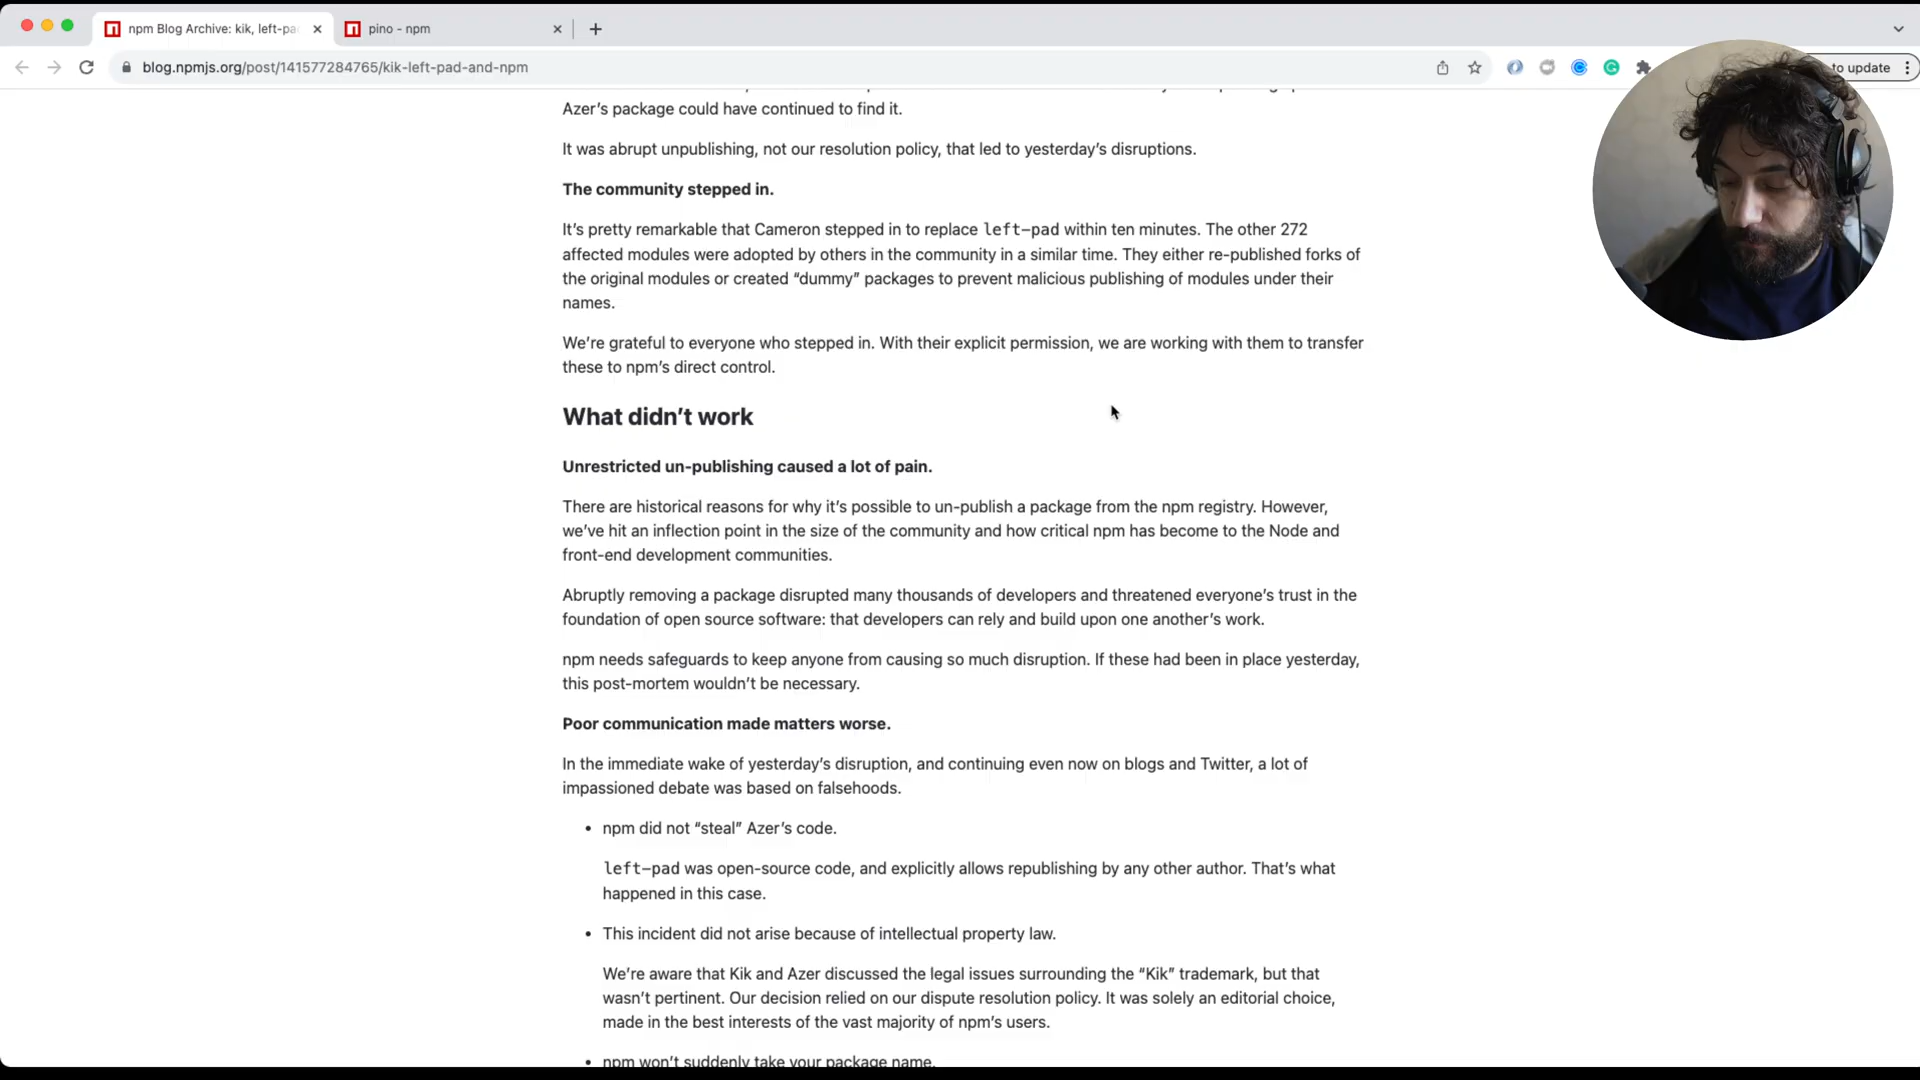 npm Blog Archive: kik, left-pa
pino - npm
blog.npmjs.org/post/141577284765/kik-left-pad-and-npm
to update
Azer’s package could have continued to find it.
It was abrupt unpublishing, not our resolution policy, that led to yesterday’s disruptions.
The community stepped in.
It’s pretty remarkable that Cameron stepped in to replace left-pad within ten minutes. The other 272
affected modules were adopted by others in the community in a similar time. They either re-published forks of
the original modules or created “dummy” packages to prevent malicious publishing of modules under their
names.
We’re grateful to everyone who stepped in. With their explicit permission, we are working with them to transfer
these to npm’s direct control.
What didn’t work
Unrestricted un-publishing caused a lot of pain.
There are historical reasons for why it’s possible to un-publish a package from the npm registry. However,
we’ve hit an inflection point in the size of the community and how critical npm has become to the Node and
front-end development communities.
Abruptly removing a package disrupted many thousands of developers and threatened everyone’s trust in the
foundation of open source software: that developers can rely and build upon one another’s work.
npm needs safeguards to keep anyone from causing so much disruption. If these had been in place yesterday,
this post-mortem wouldn’t be necessary.
Poor communication made matters worse.
In the immediate wake of yesterday’s disruption, and continuing even now on blogs and Twitter, a lot of
impassioned debate was based on falsehoods.
• npm did not “steal” Azer’s code.
left-pad was open-source code, and explicitly allows republishing by any other author. That’s what
happened in this case.
• This incident did not arise because of intellectual property law.
We’re aware that Kik and Azer discussed the legal issues surrounding the “Kik” trademark, but that
wasn’t pertinent. Our decision relied on our dispute resolution policy. It was solely an editorial choice,
made in the best interests of the vast majority of npm’s users.
• npm won’t suddenly take your package name.